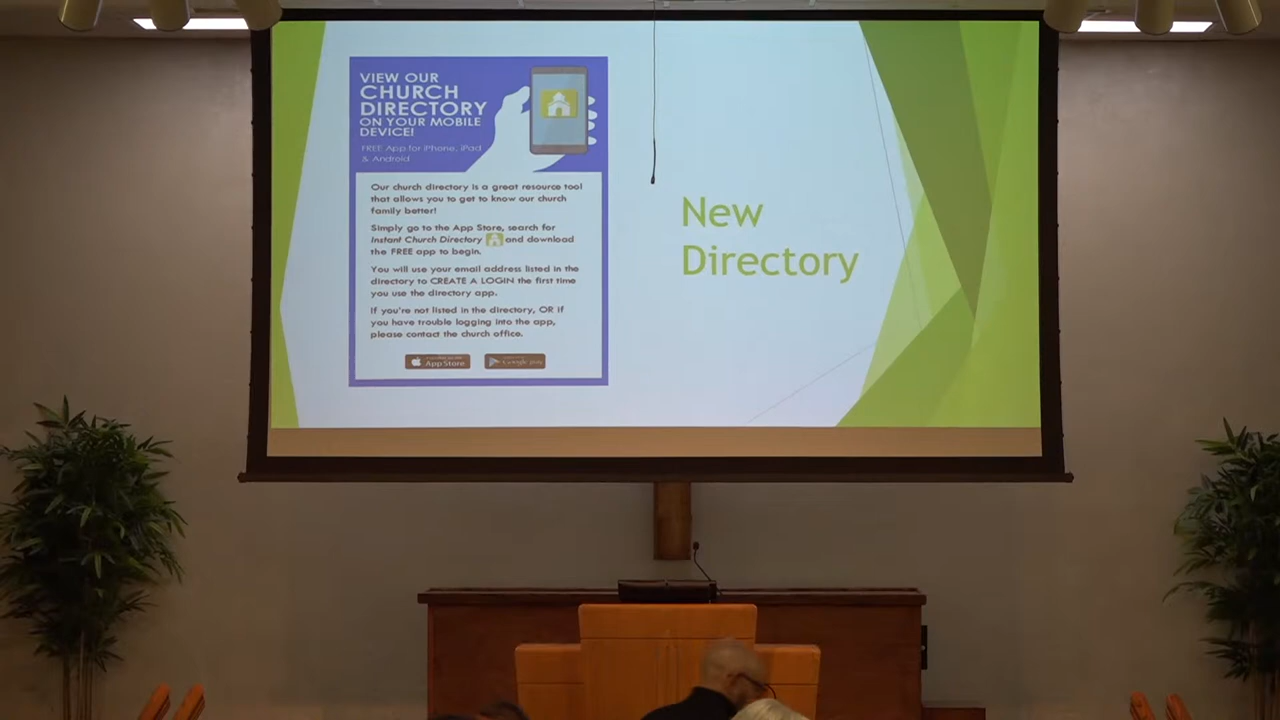 VIEW OUR
CHURCH
DIRECTORY
ON YOUR MOBILE
DEVICE!
FREE App for iPhone, iPad
& Android
Our church directory is a great resource tool
that allows you to get to know our church
family better!
Simply go to the App Store, search for
Instant Church Directory and download
the FREE app to begin.
You will use your email address listed in the
directory to CREATE A LOGIN the first time
you use the directory app.
If you're not listed in the directory, OR if
you have trouble logging into the app,
please contact the church office.
App Store
Google play
New
Directory